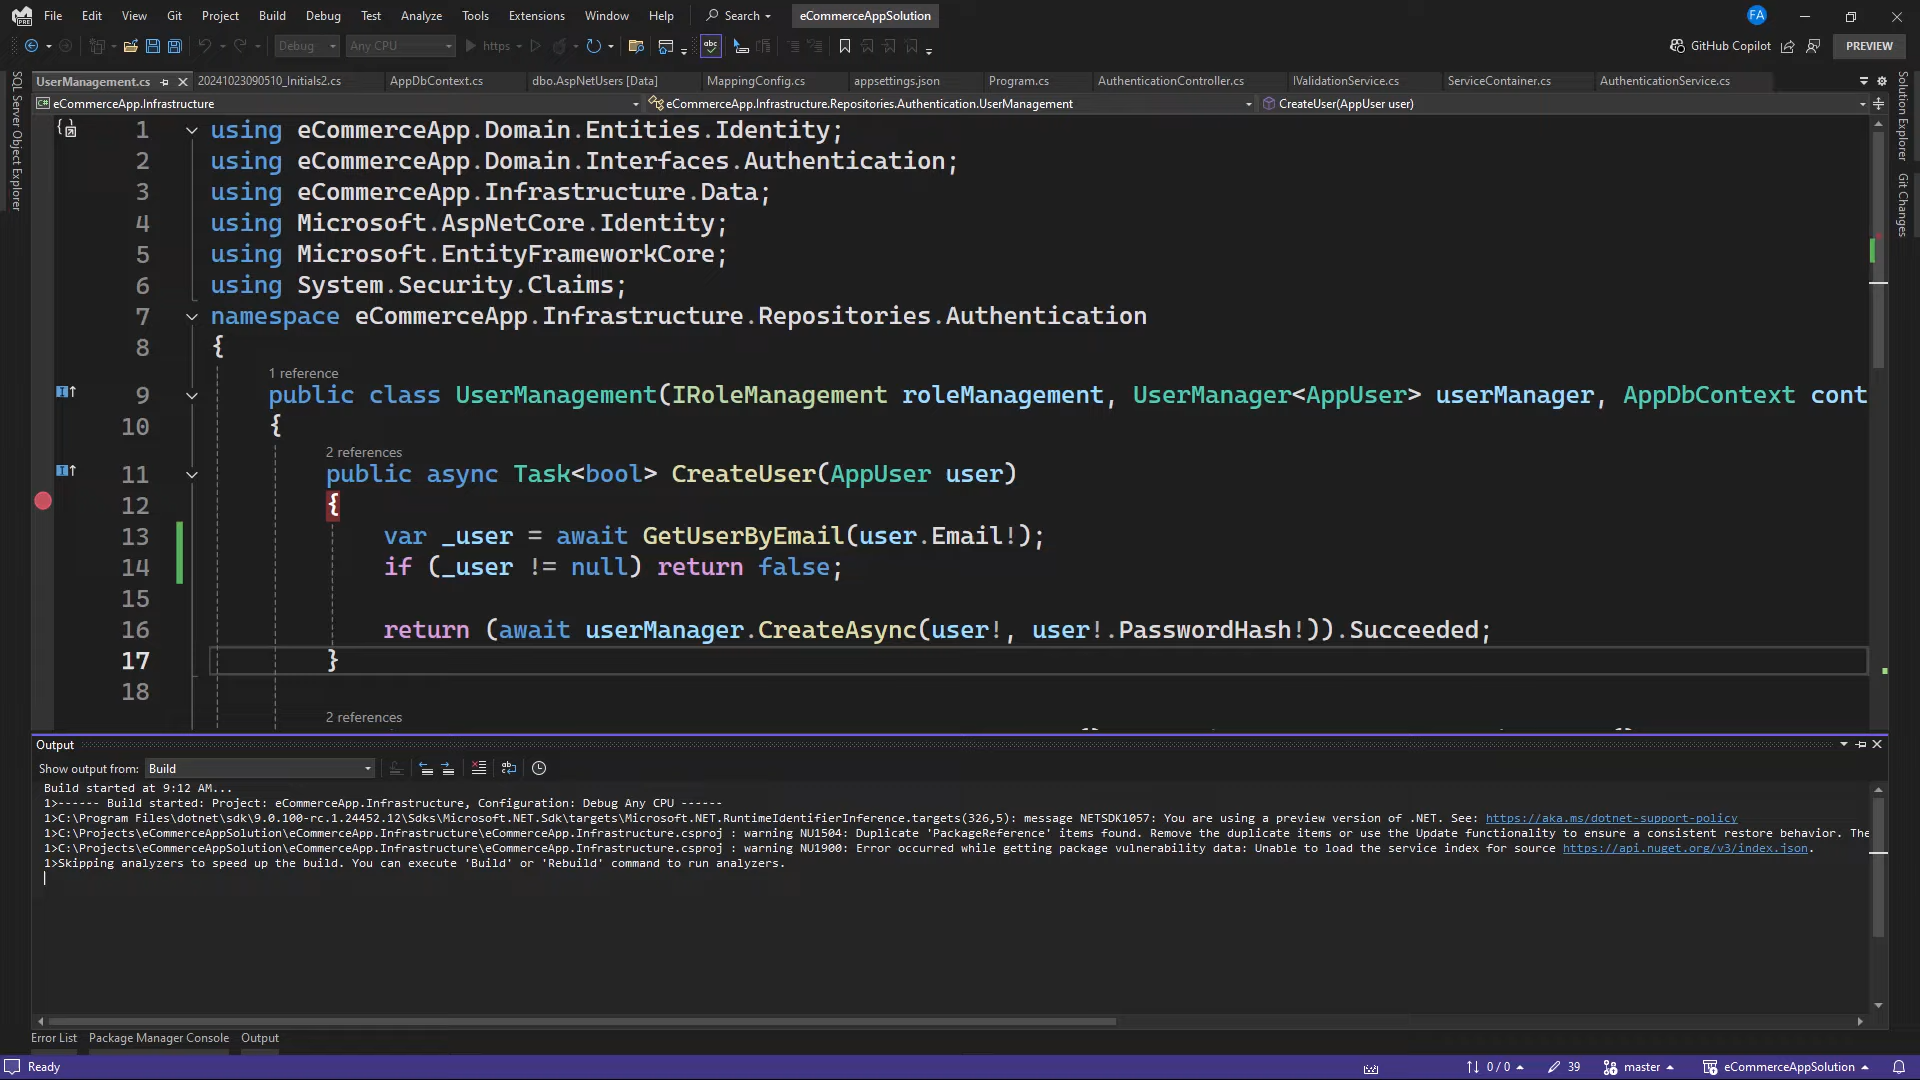 File Edit View Git Project Build Debug Test Analyze Tools Extensions Window Help Search eCommerceAppSolution FA
Debug Any CPU https GitHub Copilot PREVIEW
UserManagement.cs 20241023090510_Initials2.cs AppDbContext.cs dbo.AspNetUsers [Data] MappingConfig.cs appsettings.json Program.cs AuthenticationController.cs IValidationService.cs ServiceContainer.cs AuthenticationService.cs
eCommerceApp.Infrastructure eCommerceApp.Infrastructure.Repositories.Authentication.UserManagement CreateUser(AppUser user)
SQL Server Object Explorer
Solution Explorer
Git Changes
1 using eCommerceApp.Domain.Entities.Identity;
2 using eCommerceApp.Domain.Interfaces.Authentication;
3 using eCommerceApp.Infrastructure.Data;
4 using Microsoft.AspNetCore.Identity;
5 using Microsoft.EntityFrameworkCore;
6 using System.Security.Claims;
7 namespace eCommerceApp.Infrastructure.Repositories.Authentication
8 {
1 reference
9 public class UserManagement(IRoleManagement roleManagement, UserManager<AppUser> userManager, AppDbContext cont
10 {
2 references
11 public async Task<bool> CreateUser(AppUser user)
12 {
13 var _user = await GetUserByEmail(user.Email!);
14 if (_user != null) return false;
15
16 return (await userManager.CreateAsync(user!, user!.PasswordHash!)).Succeeded;
17 }
18
2 references
Output
Show output from: Build
Build started at 9:12 AM...
1>------ Build started: Project: eCommerceApp.Infrastructure, Configuration: Debug Any CPU ------
1>C:\Program Files\dotnet\sdk\9.0.100-rc.1.24452.12\Sdks\Microsoft.NET.Sdk\targets\Microsoft.NET.RuntimeIdentifierInference.targets(326,5): message NETSDK1057: You are using a preview version of .NET. See: https://aka.ms/dotnet-support-policy
1>C:\Projects\eCommerceAppSolution\eCommerceApp.Infrastructure\eCommerceApp.Infrastructure.csproj : warning NU1504: Duplicate 'PackageReference' items found. Remove the duplicate items or use the Update functionality to ensure a consistent restore behavior. The
1>C:\Projects\eCommerceAppSolution\eCommerceApp.Infrastructure\eCommerceApp.Infrastructure.csproj : warning NU1900: Error occurred while getting package vulnerability data: Unable to load the service index for source https://api.nuget.org/v3/index.json.
1>Skipping analyzers to speed up the build. You can execute 'Build' or 'Rebuild' command to run analyzers.
Error List Package Manager Console Output
Ready 0 / 0 39 master eCommerceAppSolution